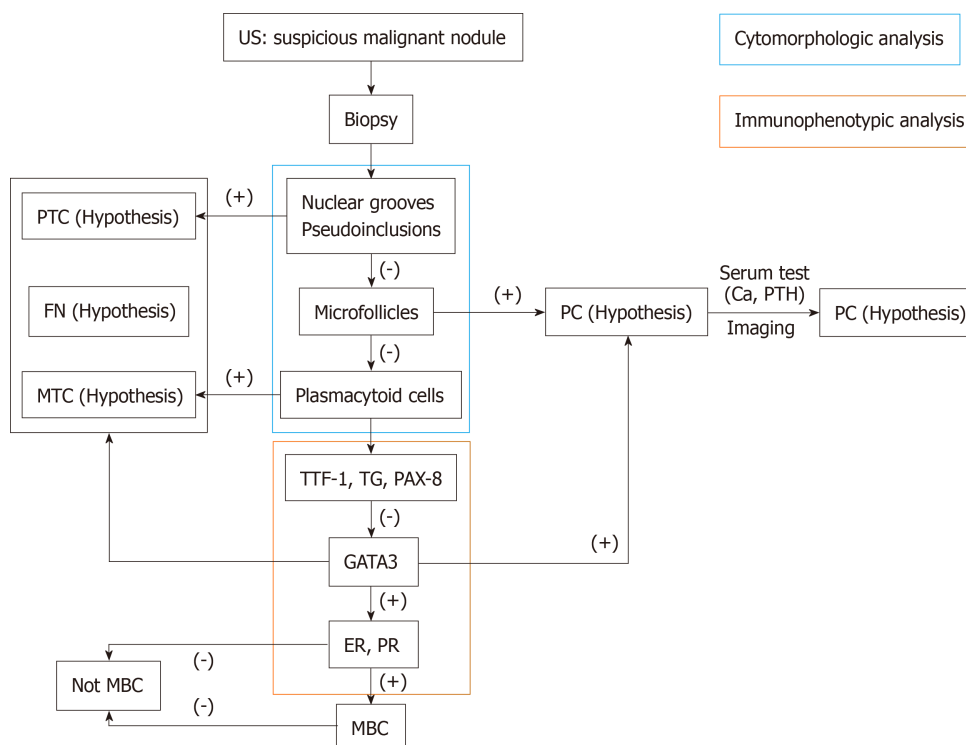 US: suspicious malignant nodule
Cytomorphologic analysis
Biopsy
Immunophenotypic analysis
(+)
PTC (Hypothesis)
Nuclear grooves
Pseudoinclusions
(-)
FN (Hypothesis)
Microfollicles
(+)
PC (Hypothesis)
Serum test
(Ca, PTH)
Imaging
PC (Hypothesis)
(-)
MTC (Hypothesis)
(+)
Plasmacytoid cells
TTF-1, TG, PAX-8
(-)
GATA3
(+)
(+)
ER, PR
(-)
(+)
Not MBC
(-)
MBC